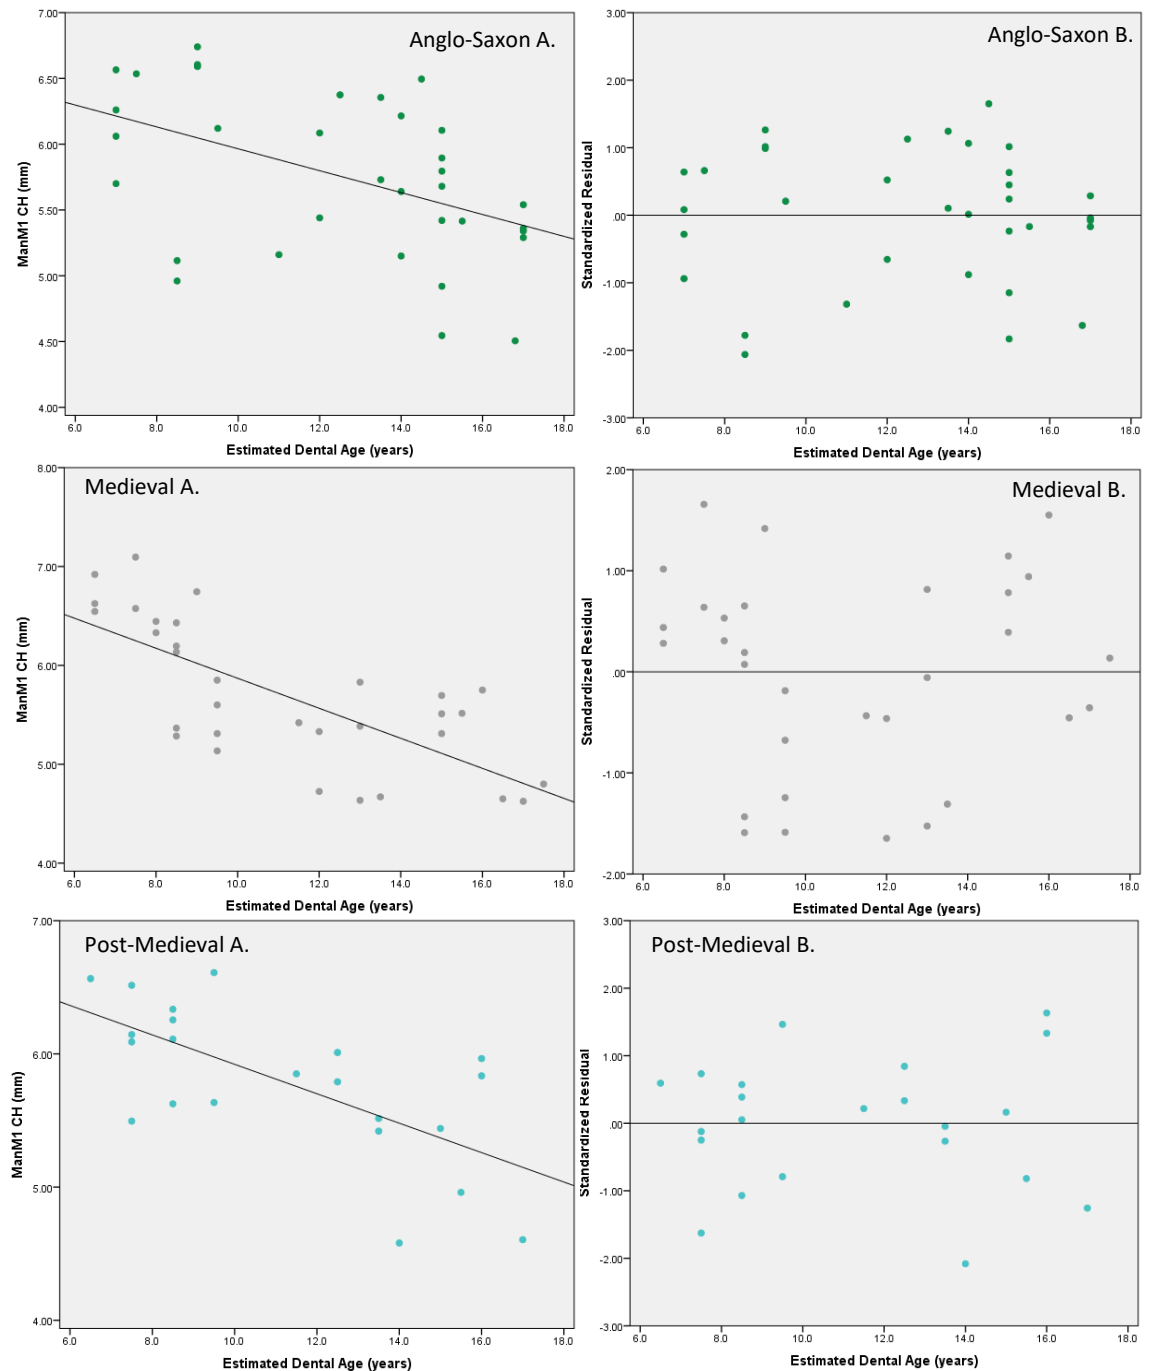 Anglo-Saxon A.
7.00
6.50
6.00
5.50
5.00
4.50
4.00
ManM1 CH (mm)
6.0 8.0 10.0 12.0 14.0 16.0 18.0
Estimated Dental Age (years)
Anglo-Saxon B.
3.00
2.00
1.00
.00
-1.00
-2.00
-3.00
Standardized Residual
6.0 8.0 10.0 12.0 14.0 16.0 18.0
Estimated Dental Age (years)
Medieval A.
8.00
7.00
6.00
5.00
4.00
ManM1 CH (mm)
6.0 8.0 10.0 12.0 14.0 16.0 18.0
Estimated Dental Age (years)
Medieval B.
2.00
1.00
.00
-1.00
-2.00
Standardized Residual
6.0 8.0 10.0 12.0 14.0 16.0 18.0
Estimated Dental Age (years)
Post-Medieval A.
7.00
6.00
5.00
4.00
ManM1 CH (mm)
6.0 8.0 10.0 12.0 14.0 16.0 18.0
Estimated Dental Age (years)
Post-Medieval B.
3.00
2.00
1.00
.00
-1.00
-2.00
-3.00
Standardized Residual
6.0 8.0 10.0 12.0 14.0 16.0 18.0
Estimated Dental Age (years)